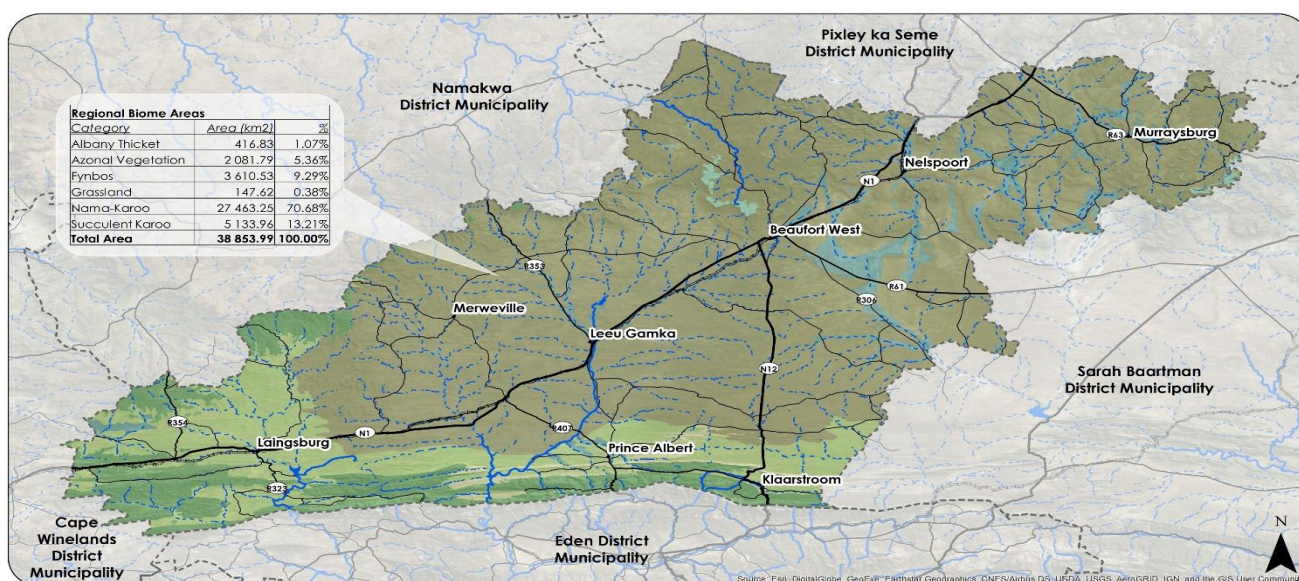 Pixley ka Seme
District Municipality
Namakwa
District Municipality
Regional Biome Areas
Category Area (km2) %
Albany Thicket 416.83 1.07%
Azonal Vegetation 2 081.79 5.36%
Fynbos 3 610.53 9.29%
Grassland 147.62 0.38%
Nama-Karoo 27 463.25 70.68%
Succulent Karoo 5 133.96 13.21%
Total Area 38 853.99 100.00%
R63
Murraysburg
Nelspoort
N1
Beaufort West
R353
R61
R306
Merweville
Leeu Gamka
N12
Sarah Baartman
District Municipality
R354
Laingsburg
N1
R407
Prince Albert
Klaarstroom
R323
Cape
Winelands
District
Municipality
Eden District
Municipality
N
Source: Esri, DigitalGlobe, GeoEye, Earthstar Geographics, CNES/Airbus DS, USDA, USGS, AeroGRID, IGN, and the GIS User Commun